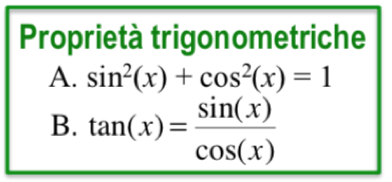 Proprietà trigonometriche
A. sin²(x) + cos²(x) = 1
B. tan(x) = sin(x)/cos(x)